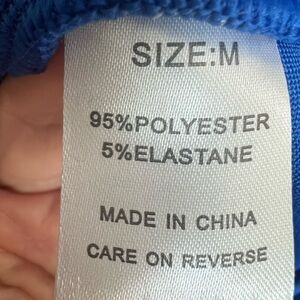 SIZE:M
95%POLYESTER
5%ELASTANE
MADE IN CHINA
CARE ON REVERSE